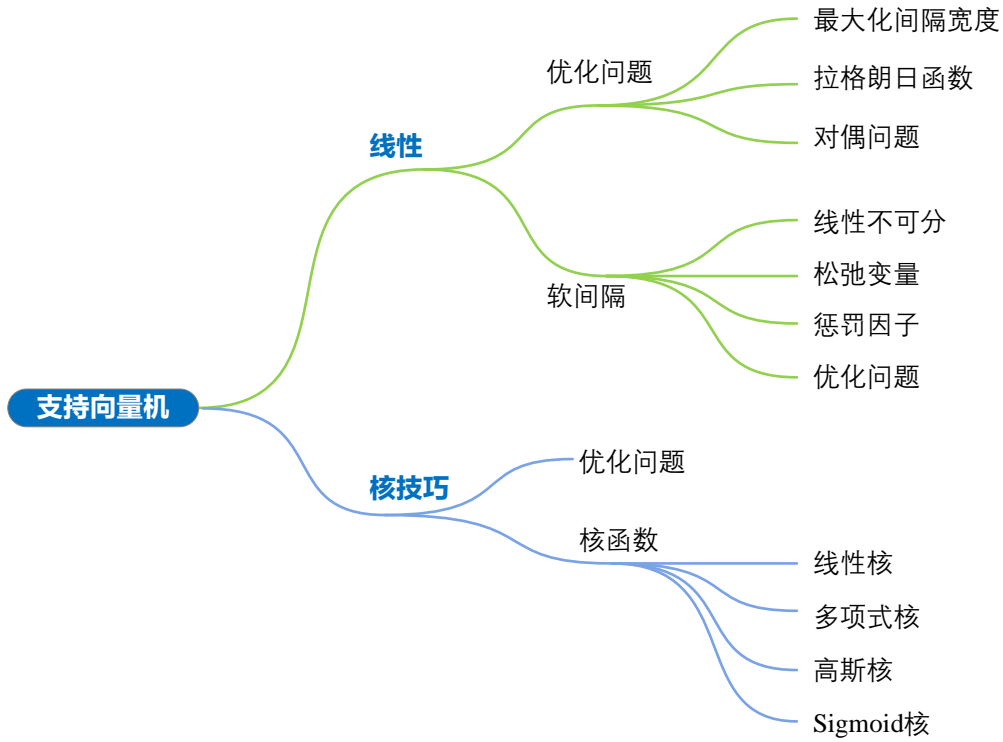 支持向量机
线性
优化问题
最大化间隔宽度
拉格朗日函数
对偶问题
软间隔
线性不可分
松弛变量
惩罚因子
优化问题
核技巧
优化问题
核函数
线性核
多项式核
高斯核
Sigmoid核